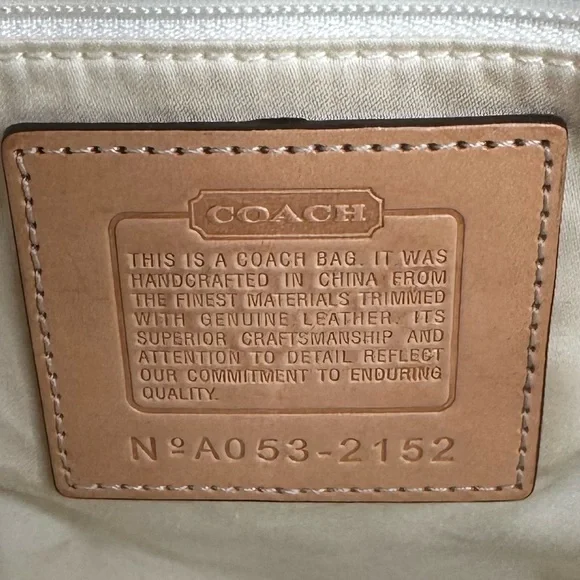 COACH
THIS IS A COACH BAG. IT WAS
HANDCRAFTED IN CHINA FROM
THE FINEST MATERIALS TRIMMED
WITH GENUINE LEATHER. ITS
SUPERIOR CRAFTSMANSHIP AND
ATTENTION TO DETAIL REFLECT
OUR COMMITMENT TO ENDURING
QUALITY.
NºA053-2152